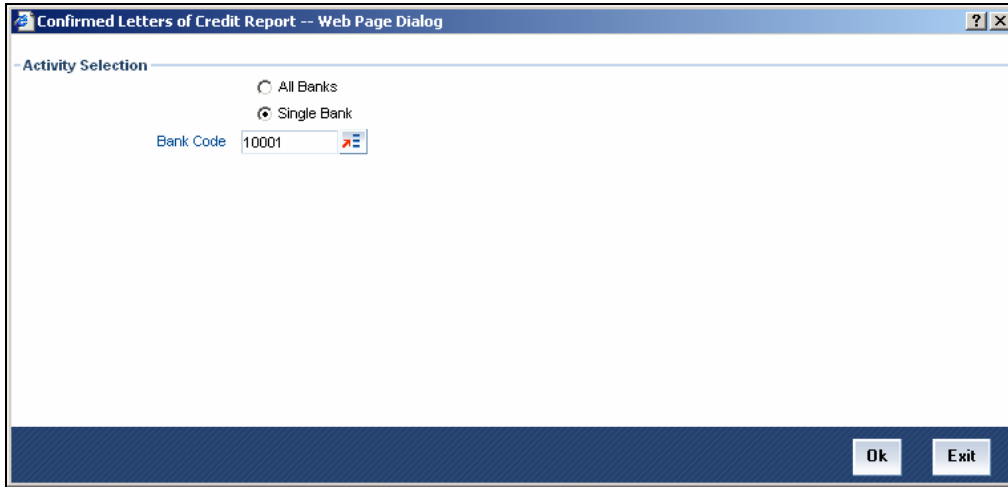 Confirmed Letters of Credit Report -- Web Page Dialog
Activity Selection
All Banks
Single Bank
Bank Code 10001
Ok Exit